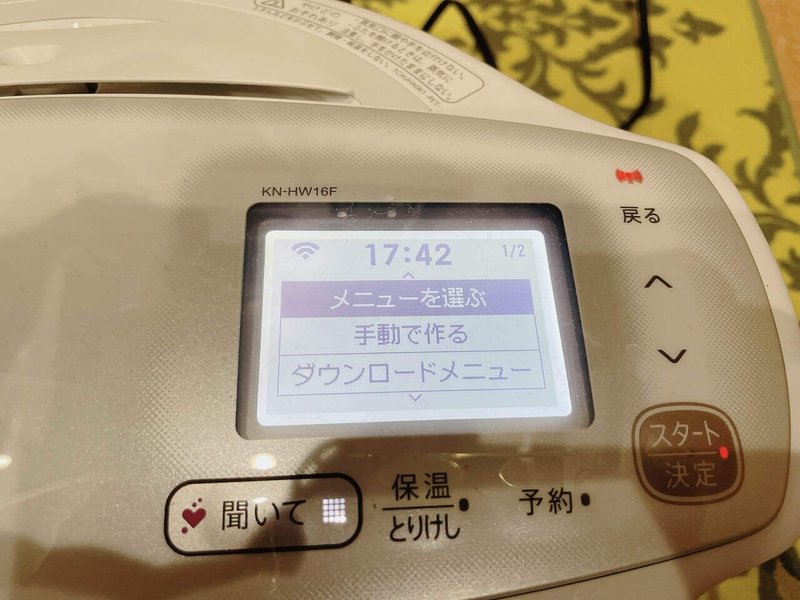 KN-HW16F
17:42
1/2
メニューを選ぶ
手動で作る
ダウンロードメニュー
戻る
スタート
決定
聞いて
保温
とりけし
予約